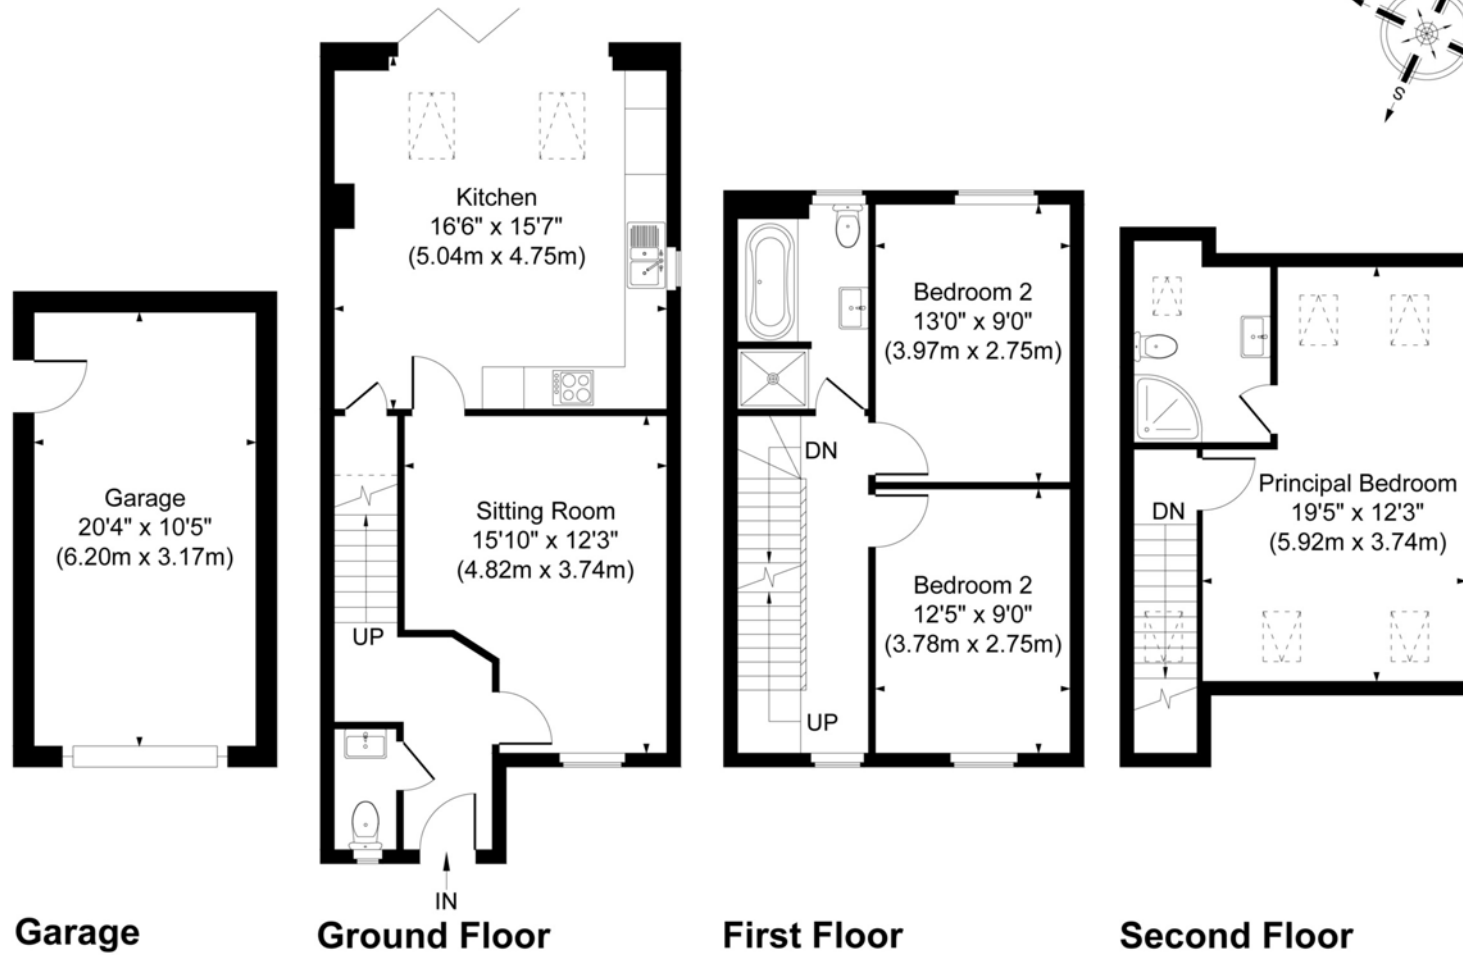 S
Kitchen
16'6" x 15'7"
(5.04m x 4.75m)
Garage
20'4" x 10'5"
(6.20m x 3.17m)
Sitting Room
15'10" x 12'3"
(4.82m x 3.74m)
UP
IN
Bedroom 2
13'0" x 9'0"
(3.97m x 2.75m)
DN
Bedroom 2
12'5" x 9'0"
(3.78m x 2.75m)
UP
Principal Bedroom
19'5" x 12'3"
(5.92m x 3.74m)
DN
Garage
Ground Floor
First Floor
Second Floor